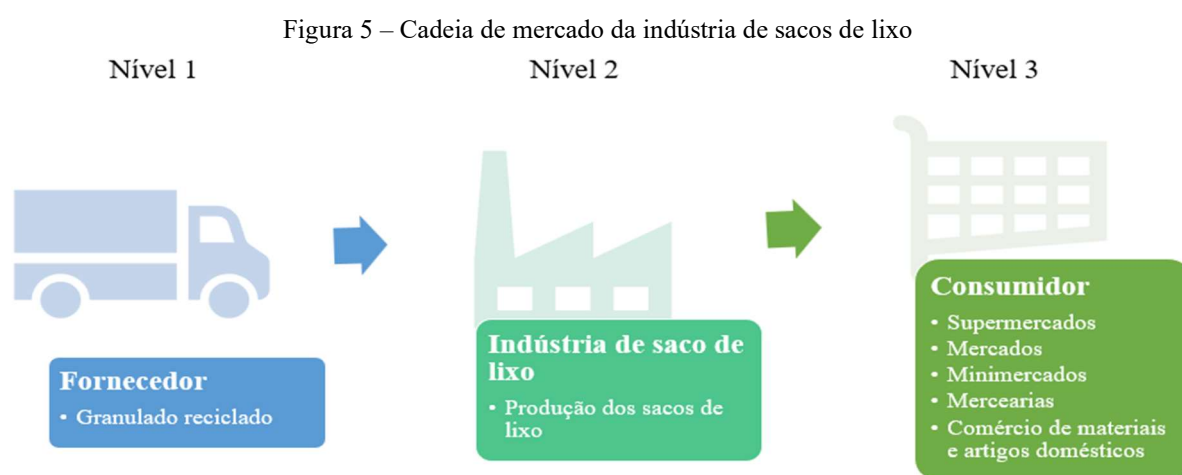 Figura 5 – Cadeia de mercado da indústria de sacos de lixo
Nível 1
Nível 2
Nível 3
Fornecedor
• Granulado reciclado
Indústria de saco de
lixo
• Produção dos sacos de
lixo
Consumidor
• Supermercados
• Mercados
• Minimercados
• Mercearias
• Comércio de materiais
e artigos domésticos